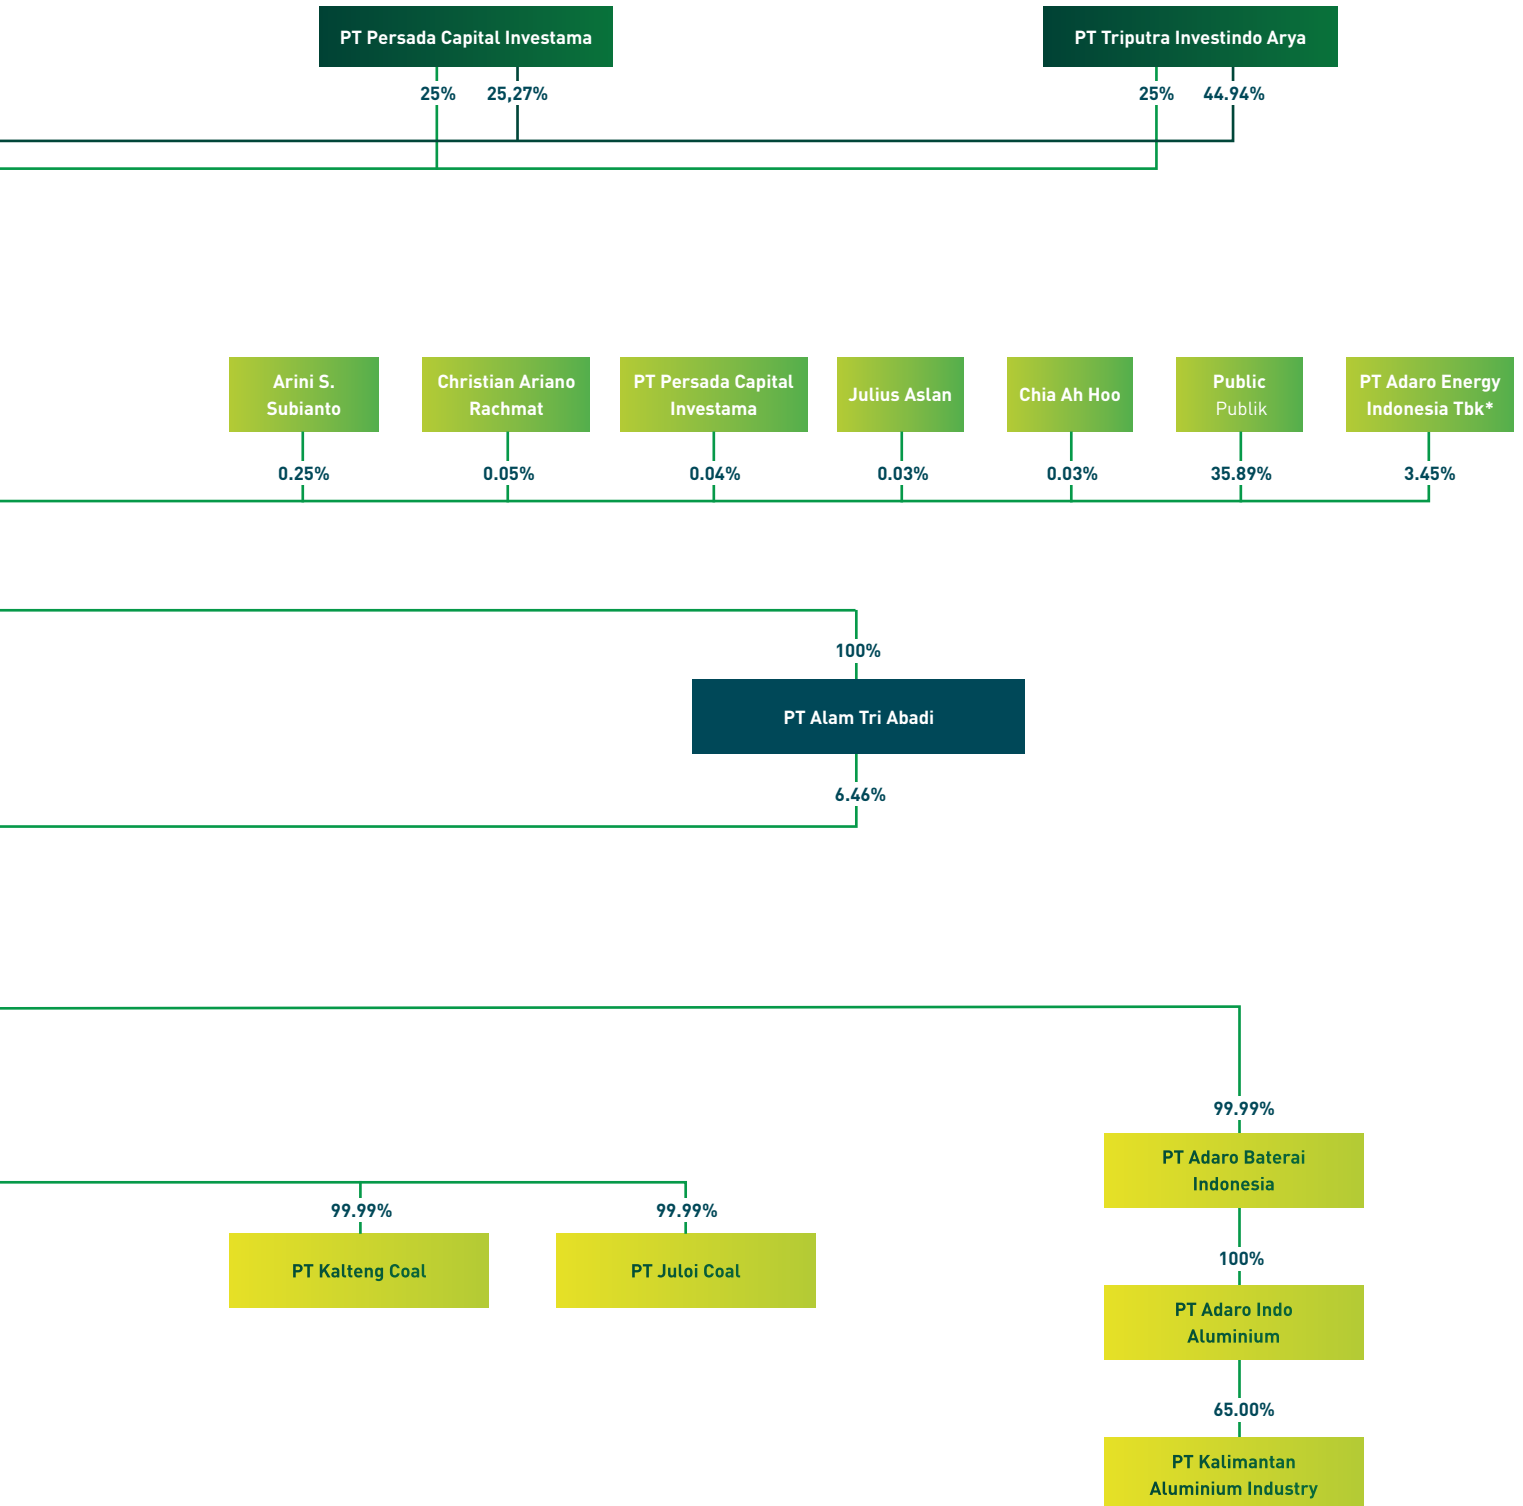 PT Persada Capital Investama
PT Triputra Investindo Arya
25%
25,27%
25%
44.94%
Arini S.
Subianto
Christian Ariano
Rachmat
PT Persada Capital
Investama
Julius Aslan
Chia Ah Hoo
Public
Publik
PT Adaro Energy
Indonesia Tbk*
0.25%
0.05%
0.04%
0.03%
0.03%
35.89%
3.45%
100%
PT Alam Tri Abadi
6.46%
99.99%
PT Adaro Baterai
Indonesia
99.99%
99.99%
PT Kalteng Coal
PT Juloi Coal
100%
PT Adaro Indo
Aluminium
65.00%
PT Kalimantan
Aluminium Industry